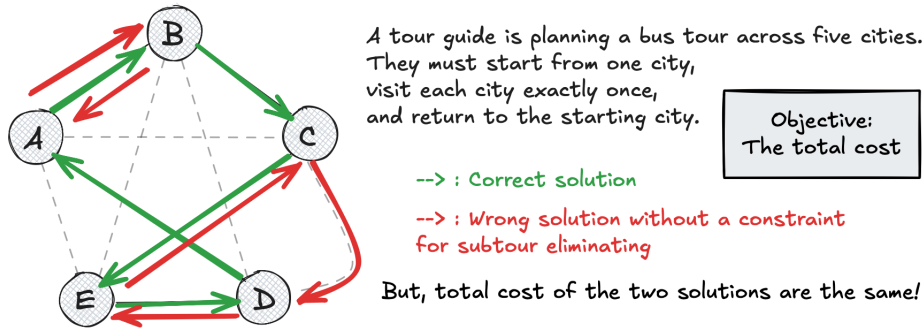 B
A
C
E
D
A tour guide is planning a bus tour across five cities.
They must start from one city,
visit each city exactly once,
and return to the starting city.
Objective:
The total cost
--> : Correct solution
--> : Wrong solution without a constraint
for subtour eliminating
But, total cost of the two solutions are the same!